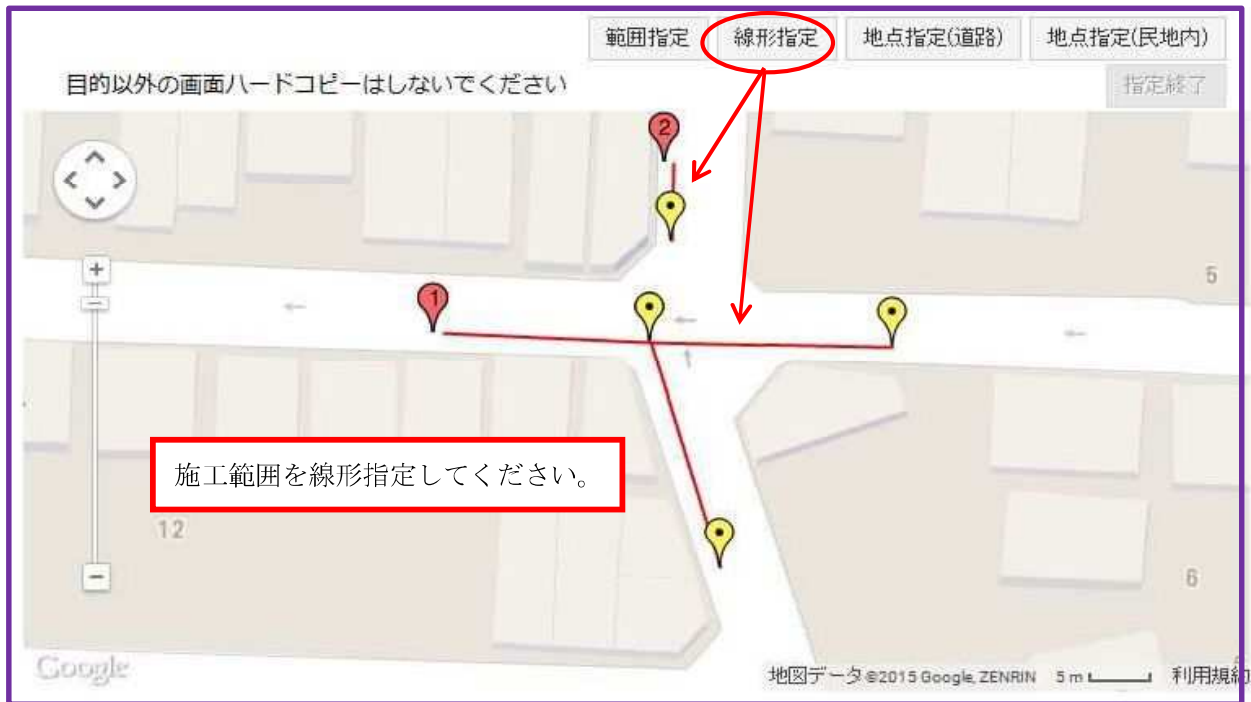 範囲指定 線形指定 地点指定(道路) 地点指定(民地内)
目的以外の画面ハードコピーはしないでください
指定終了
2
5
1
施工範囲を線形指定してください。
12
6
Google
地図データ©2015 Google, ZENRIN 5 m 利用規約